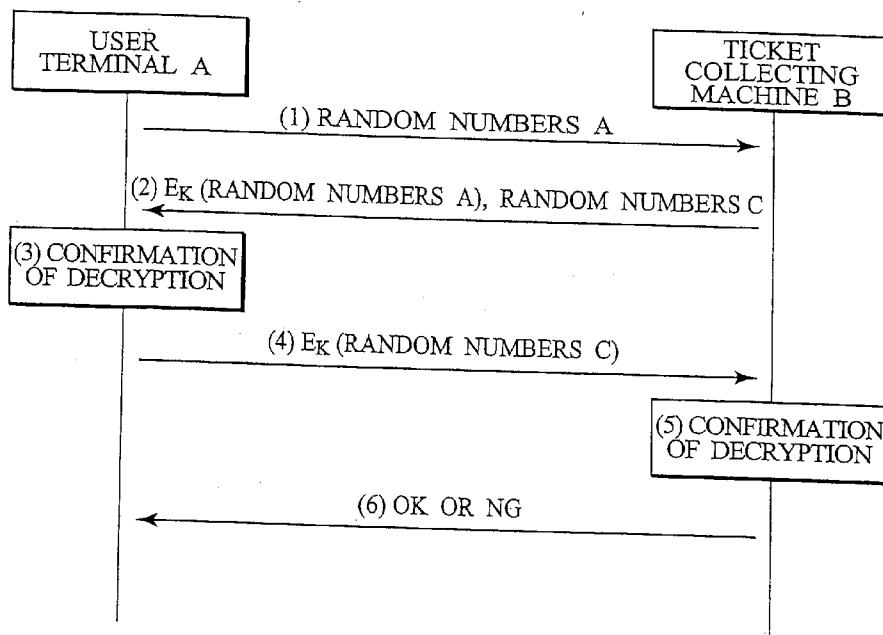 USER
TERMINAL A
TICKET
COLLECTING
MACHINE B
(1) RANDOM NUMBERS A
(2) EK (RANDOM NUMBERS A), RANDOM NUMBERS C
(3) CONFIRMATION
OF DECRYPTION
(4) EK (RANDOM NUMBERS C)
(5) CONFIRMATION
OF DECRYPTION
(6) OK OR NG